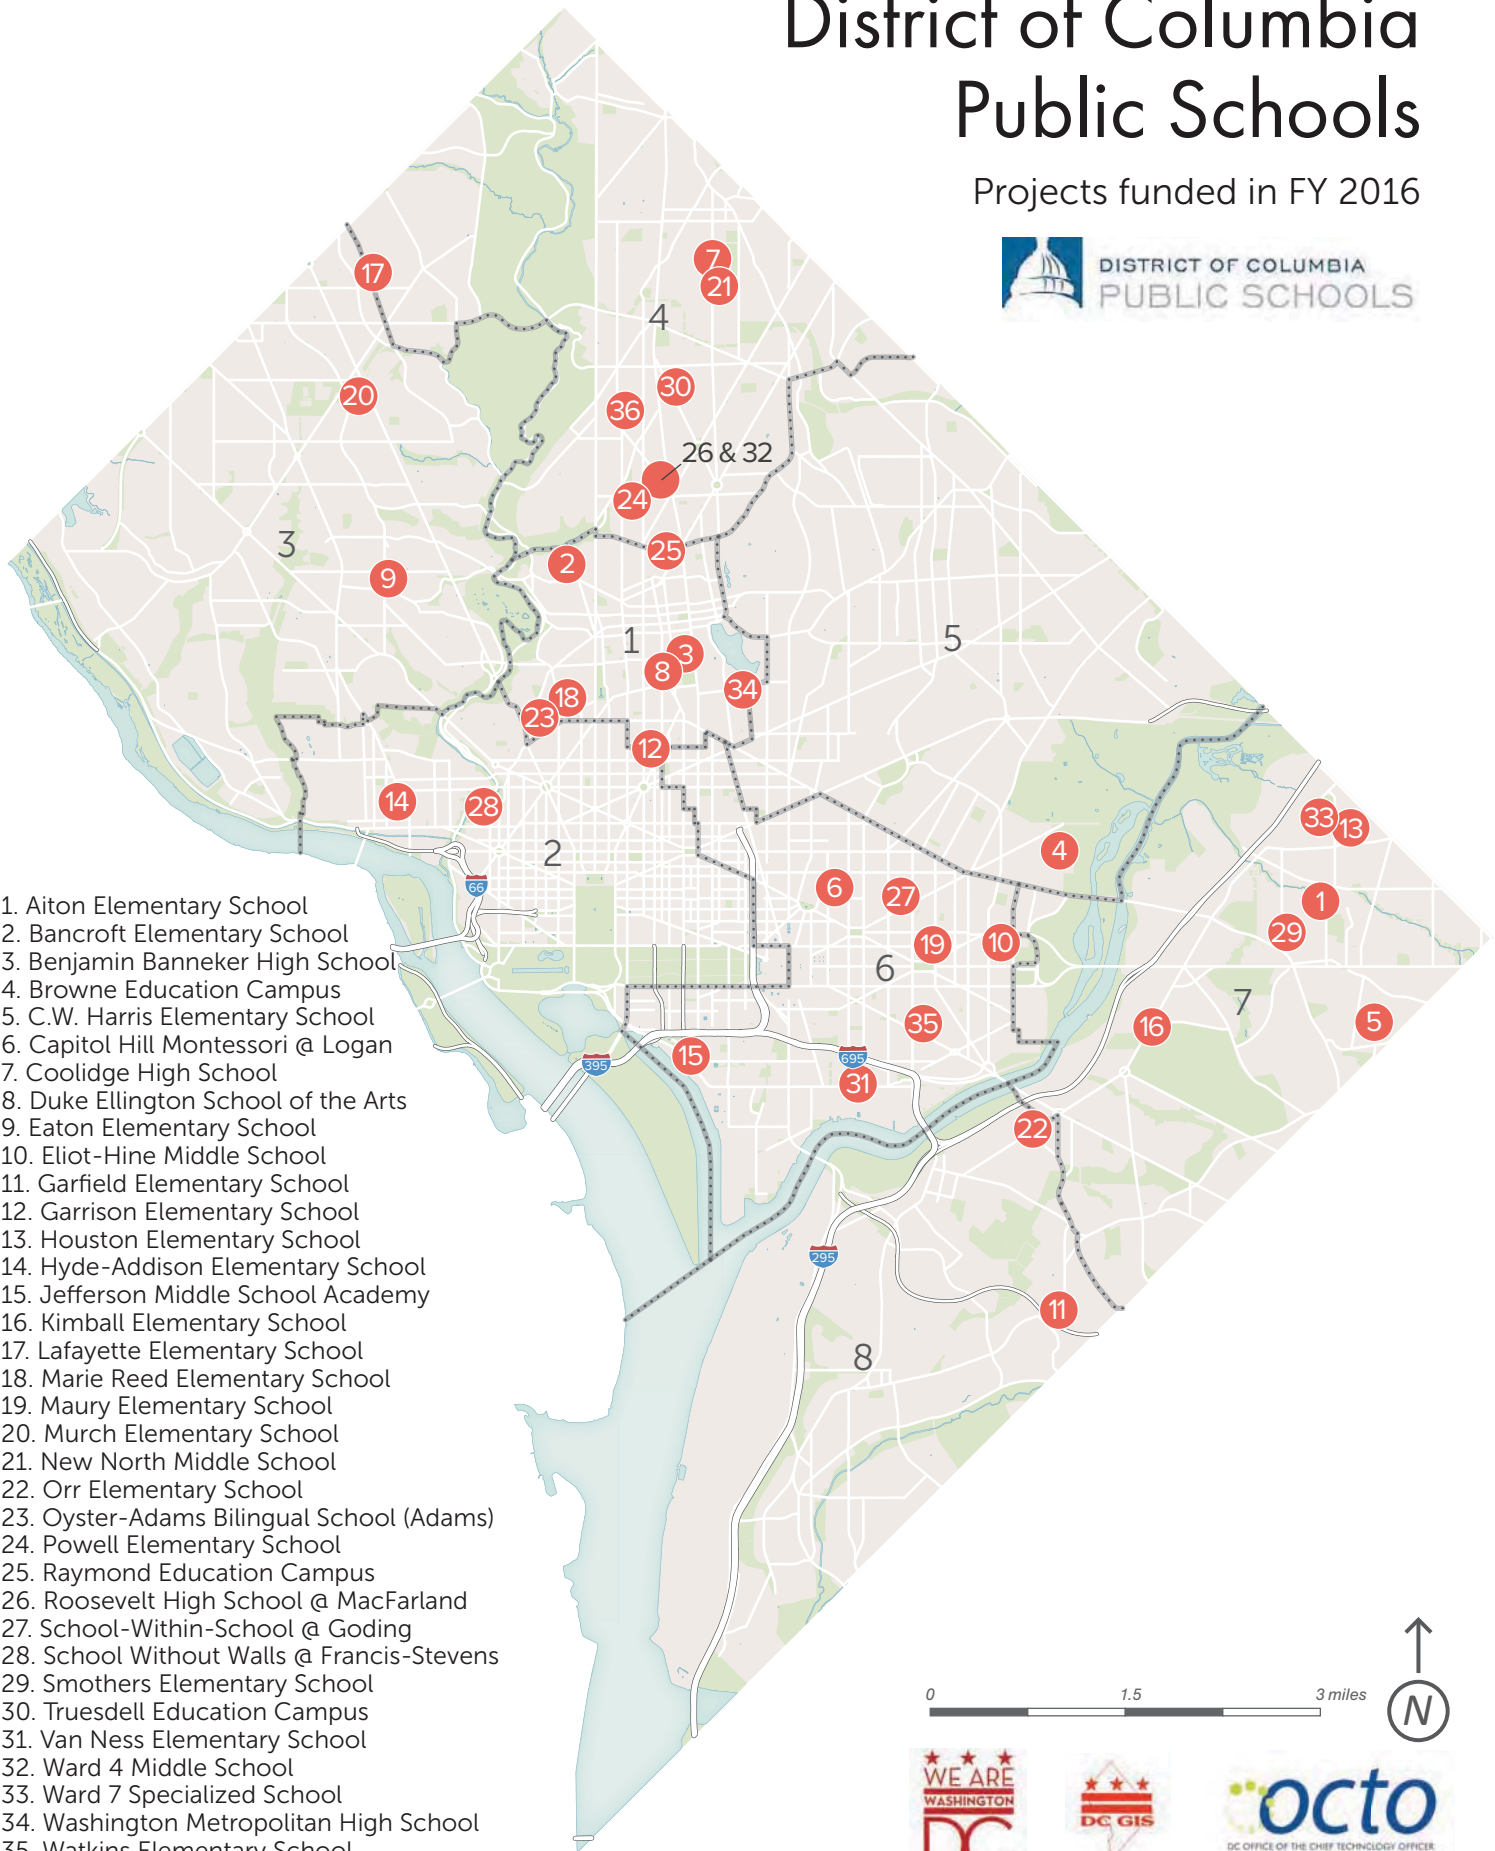 District of Columbia
Public Schools
Projects funded in FY 2016
DISTRICT OF COLUMBIA
PUBLIC SCHOOLS
17
7
21
4
20
30
36
26 & 32
24
3
2
25
9
1
5
3
8
18
34
23
12
14
28
33
13
2
4
66
6
27
1
29
19
10
6
7
35
16
5
15
395
695
31
22
295
11
8
1. Aiton Elementary School
2. Bancroft Elementary School
3. Benjamin Banneker High School
4. Browne Education Campus
5. C.W. Harris Elementary School
6. Capitol Hill Montessori @ Logan
7. Coolidge High School
8. Duke Ellington School of the Arts
9. Eaton Elementary School
10. Eliot-Hine Middle School
11. Garfield Elementary School
12. Garrison Elementary School
13. Houston Elementary School
14. Hyde-Addison Elementary School
15. Jefferson Middle School Academy
16. Kimball Elementary School
17. Lafayette Elementary School
18. Marie Reed Elementary School
19. Maury Elementary School
20. Murch Elementary School
21. New North Middle School
22. Orr Elementary School
23. Oyster-Adams Bilingual School (Adams)
24. Powell Elementary School
25. Raymond Education Campus
26. Roosevelt High School @ MacFarland
27. School-Within-School @ Goding
28. School Without Walls @ Francis-Stevens
29. Smothers Elementary School
30. Truesdell Education Campus
31. Van Ness Elementary School
32. Ward 4 Middle School
33. Ward 7 Specialized School
34. Washington Metropolitan High School
35. Watkins Elementary School
0 1.5 3 miles
N
WE ARE
WASHINGTON
DC
DC GIS
octo
DC OFFICE OF THE CHIEF TECHNOLOGY OFFICER